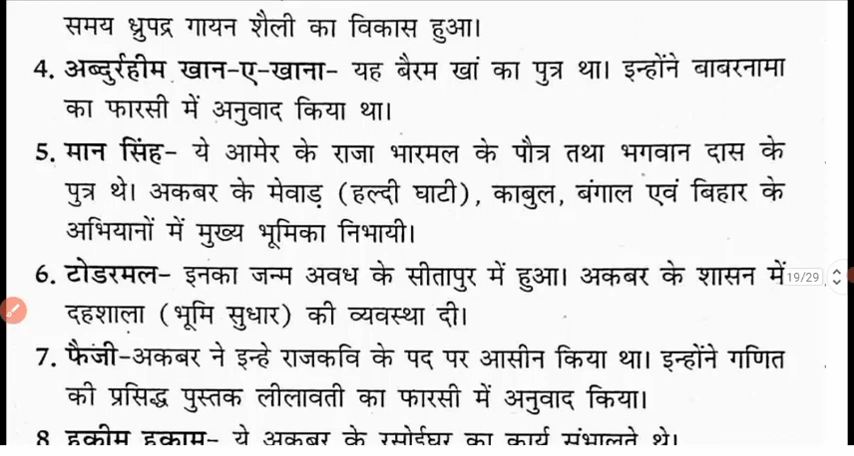 समय ध्रुपद्र गायन शैली का विकास हुआ।
4. अब्दुर्रहीम खान-ए-खाना- यह बैरम खां का पुत्र था। इन्होंने बाबरनामा
का फारसी में अनुवाद किया था।
5. मान सिंह- ये आमेर के राजा भारमल के पौत्र तथा भगवान दास के
पुत्र थे। अकबर के मेवाड़ (हल्दी घाटी), काबुल, बंगाल एवं बिहार के
अभियानों में मुख्य भूमिका निभायी।
6. टोडरमल- इनका जन्म अवध के सीतापुर में हुआ। अकबर के शासन में
19/29
दहशाला (भूमि सुधार) की व्यवस्था दी।
7. फैजी-अकबर ने इन्हे राजकवि के पद पर आसीन किया था। इन्होंने गणित
की प्रसिद्ध पुस्तक लीलावती का फारसी में अनुवाद किया।
8 हकीम हुकाम- ये अकबर के रसोईघर का कार्य संभालते थे।